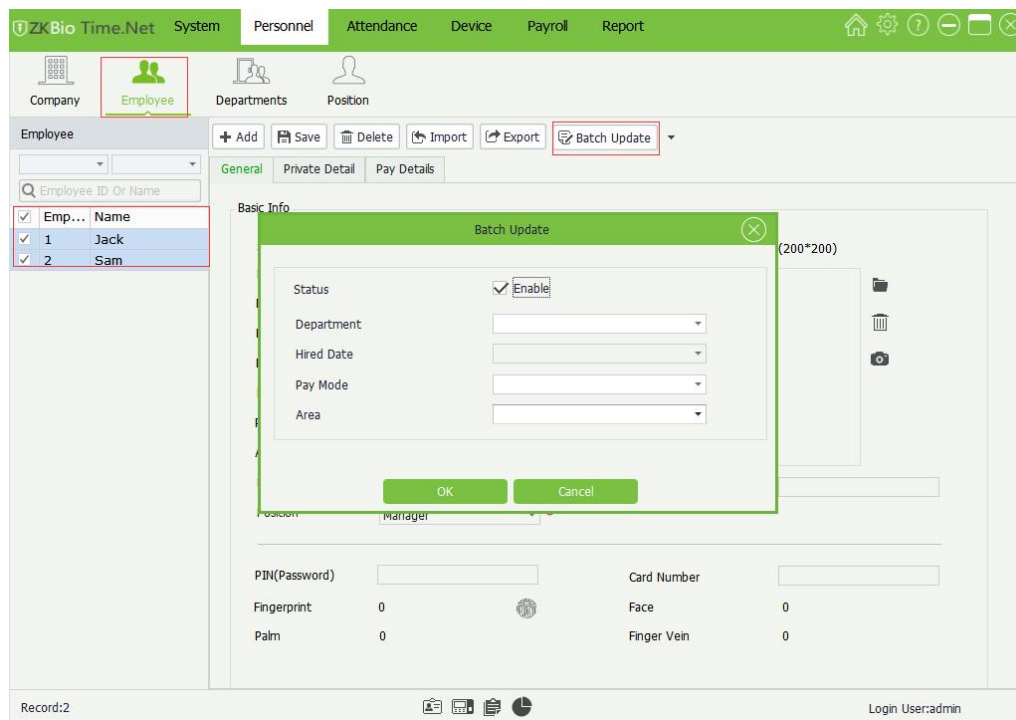 ZKBio Time.Net System Personnel Attendance Device Payroll Report
Company Employee Departments Position
Employee
Add Save Delete Import Export Batch Update
General Private Detail Pay Details
Employee ID Or Name
Basic Info
Emp... Name
1 Jack
2 Sam
Batch Update
(200*200)
Status Enable
Department
Hired Date
Pay Mode
Area
OK Cancel
Position Manager
PIN(Password) Card Number
Fingerprint 0 Face 0
Palm 0 Finger Vein 0
Record:2 Login User:admin